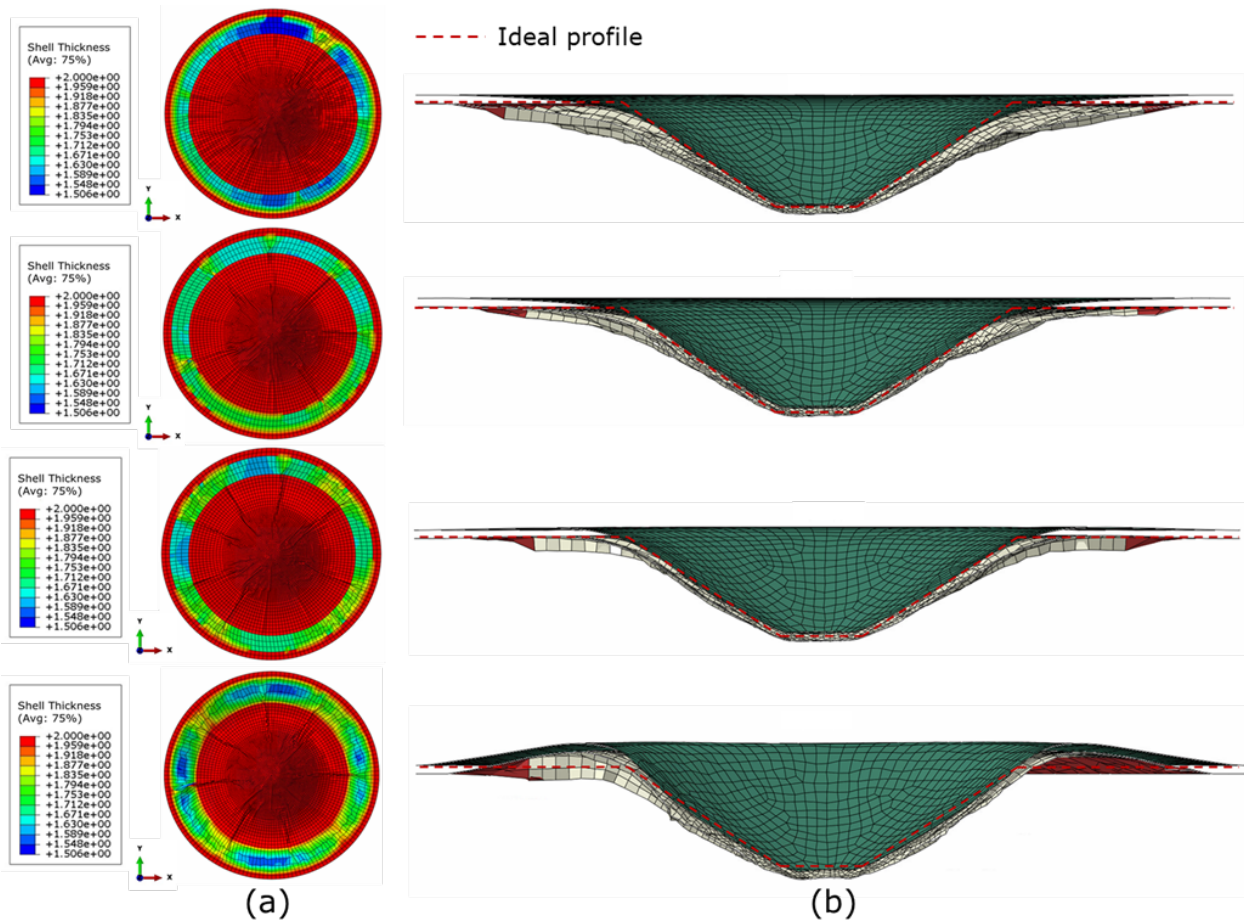 Ideal profile
Shell Thickness
(Avg: 75%)
+2.000e+00
+1.959e+00
+1.918e+00
+1.877e+00
+1.835e+00
+1.794e+00
+1.753e+00
+1.712e+00
+1.671e+00
+1.630e+00
+1.589e+00
+1.548e+00
+1.506e+00
Y
X
Shell Thickness
(Avg: 75%)
+2.000e+00
+1.959e+00
+1.918e+00
+1.877e+00
+1.835e+00
+1.794e+00
+1.753e+00
+1.712e+00
+1.671e+00
+1.630e+00
+1.589e+00
+1.548e+00
+1.506e+00
Y
X
Shell Thickness
(Avg: 75%)
+2.000e+00
+1.959e+00
+1.918e+00
+1.877e+00
+1.835e+00
+1.794e+00
+1.753e+00
+1.712e+00
+1.671e+00
+1.630e+00
+1.589e+00
+1.548e+00
+1.506e+00
Y
X
Shell Thickness
(Avg: 75%)
+2.000e+00
+1.959e+00
+1.918e+00
+1.877e+00
+1.835e+00
+1.794e+00
+1.753e+00
+1.712e+00
+1.671e+00
+1.630e+00
+1.589e+00
+1.548e+00
+1.506e+00
Y
X
(a)
(b)